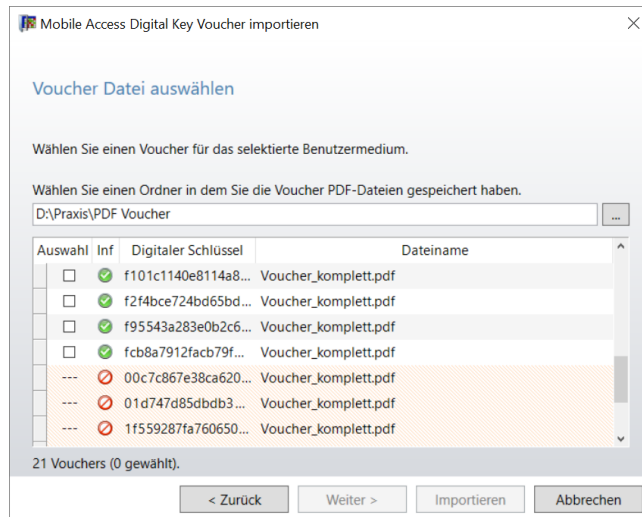 Mobile Access Digital Key Voucher importieren
Voucher Datei auswählen
Wählen Sie einen Voucher für das selektierte Benutzermedium.
Wählen Sie einen Ordner in dem Sie die Voucher PDF-Dateien gespeichert haben.
D:\Praxis\PDF Voucher ...
Auswahl Inf Digitaler Schlüssel Dateiname
f101c1140e8114a8... Voucher_komplett.pdf
f2f4bce724bd65bd... Voucher_komplett.pdf
f95543a283e0b2c6... Voucher_komplett.pdf
fcb8a7912facb79f... Voucher_komplett.pdf
--- 00c7c867e38ca620... Voucher_komplett.pdf
--- 01d747d85dbdb3... Voucher_komplett.pdf
--- 1f559287fa760650... Voucher_komplett.pdf
21 Vouchers (0 gewählt).
< Zurück Weiter > Importieren Abbrechen